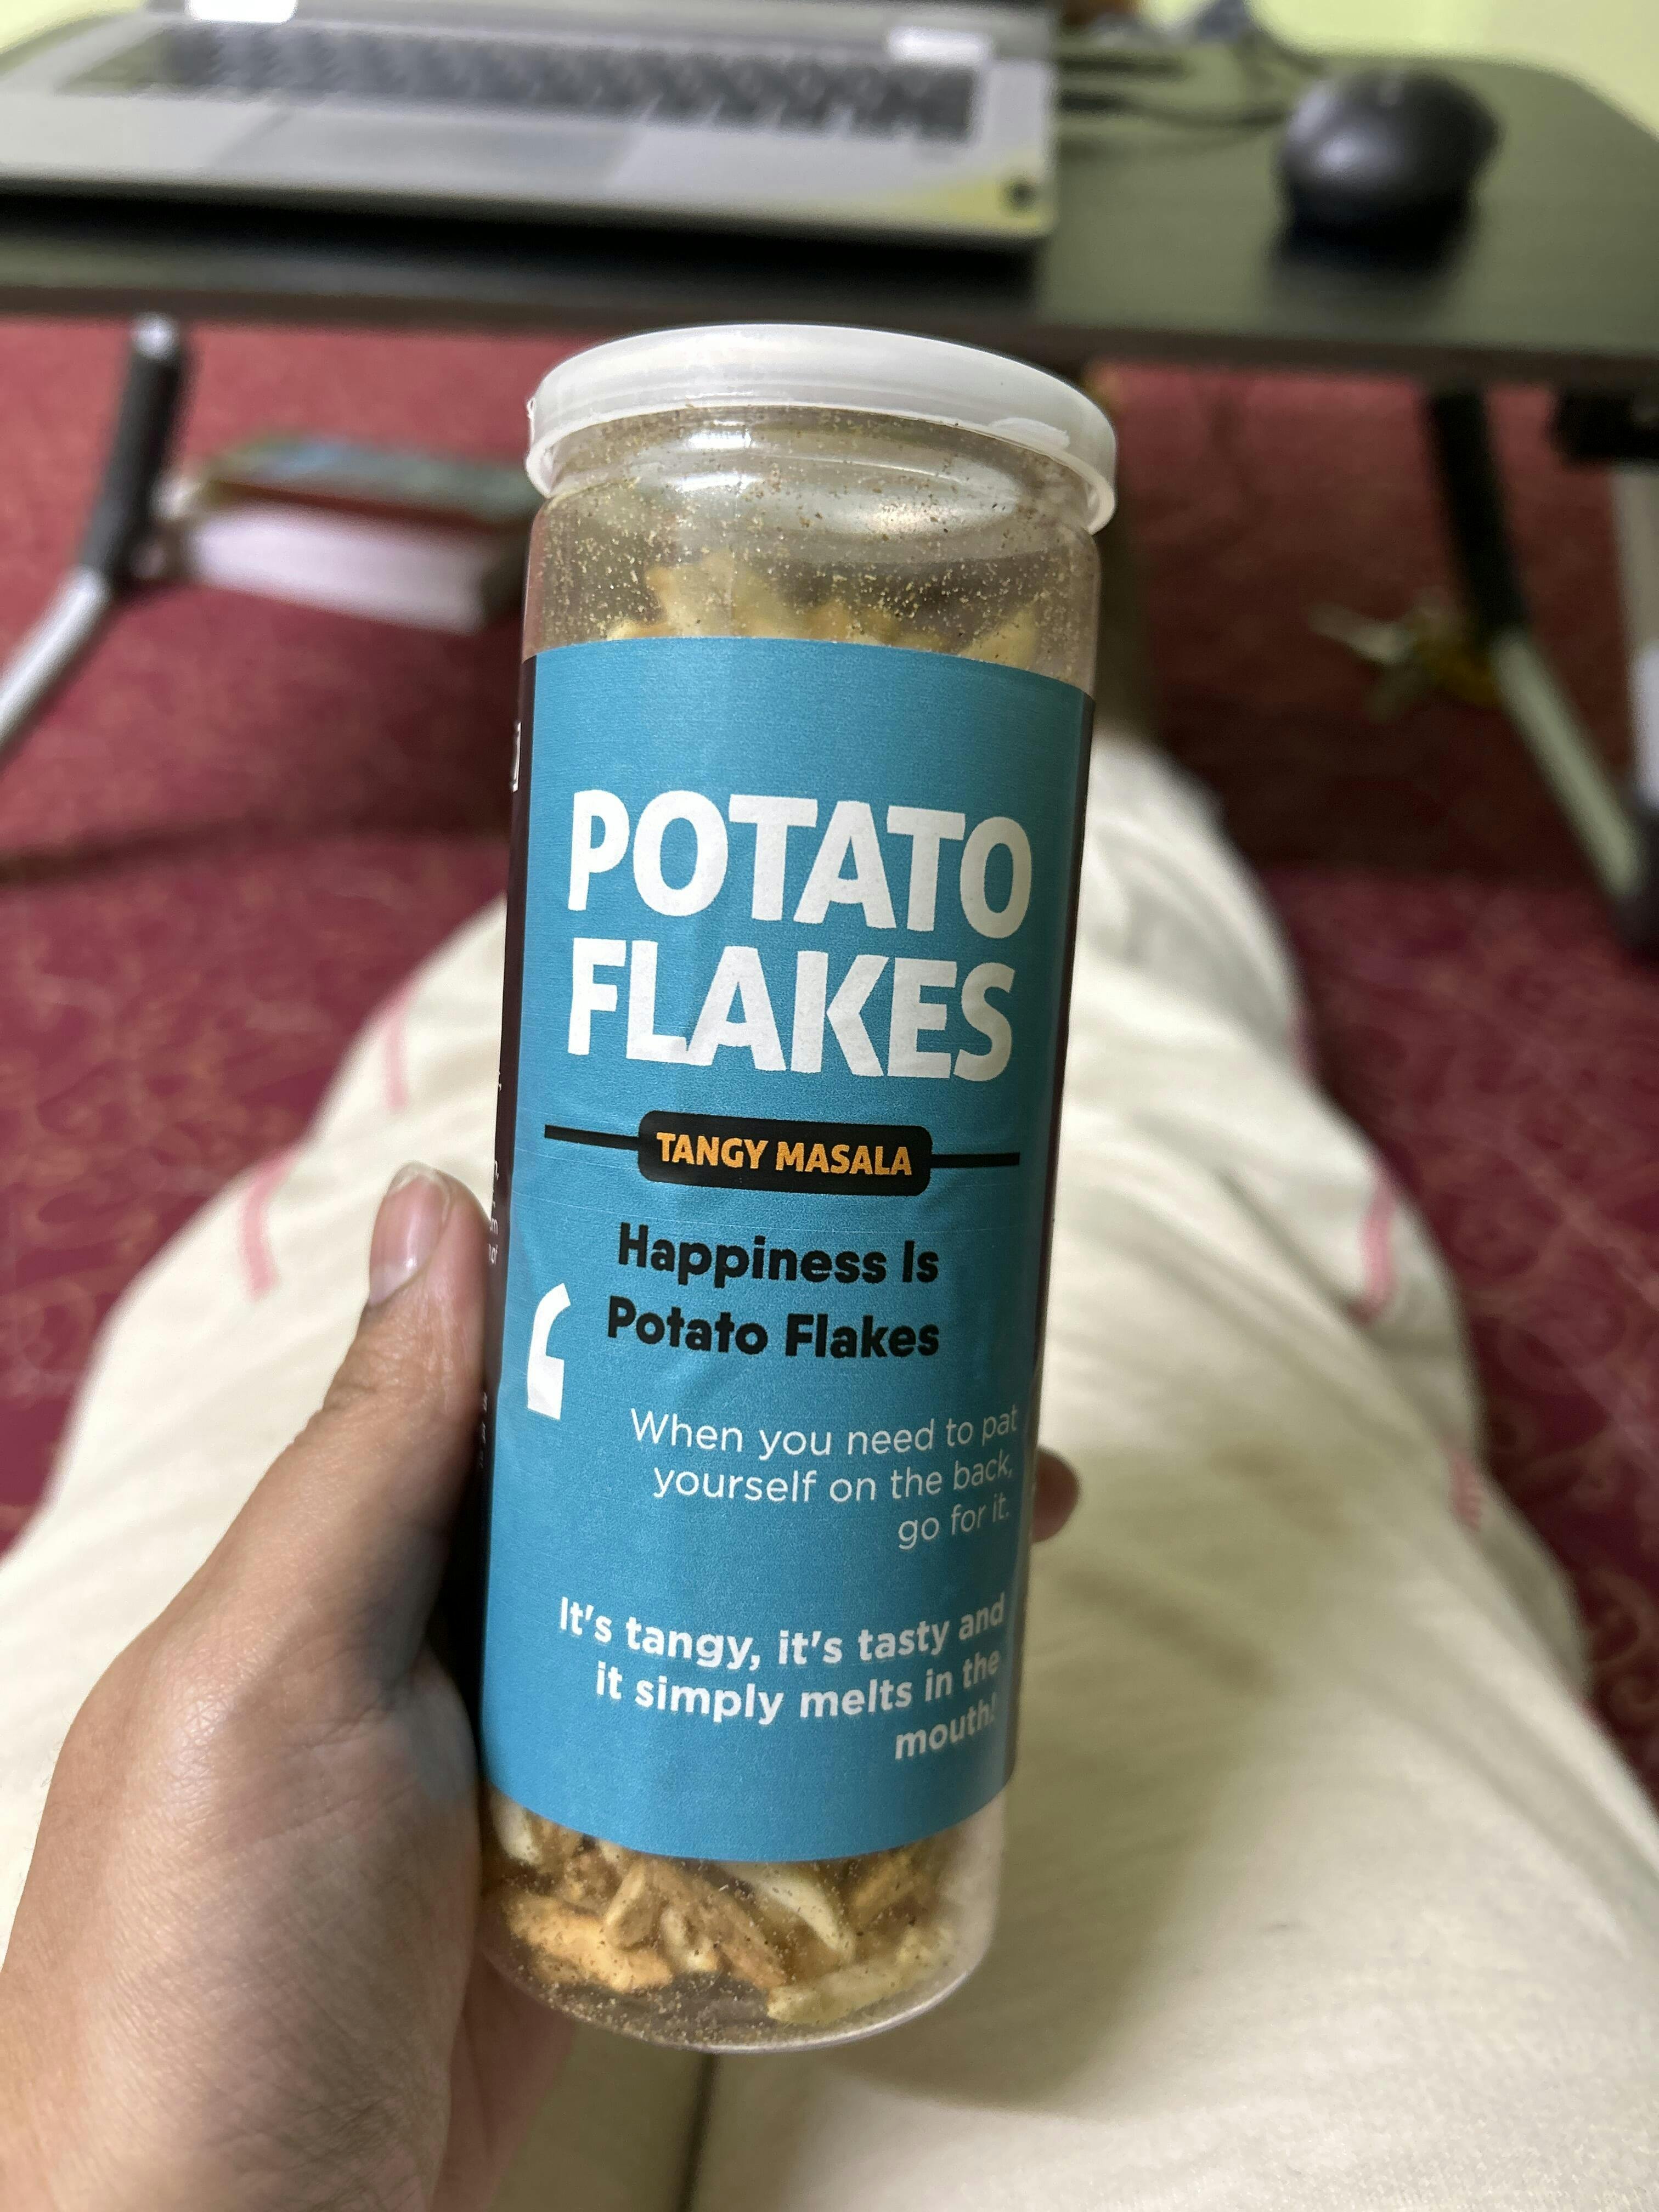 POTATO
FLAKES
TANGY MASALA
Happiness Is
Potato Flakes
When you need to pat
yourself on the back,
go for it.
It's tangy, it's tasty and
it simply melts in the
mouth!